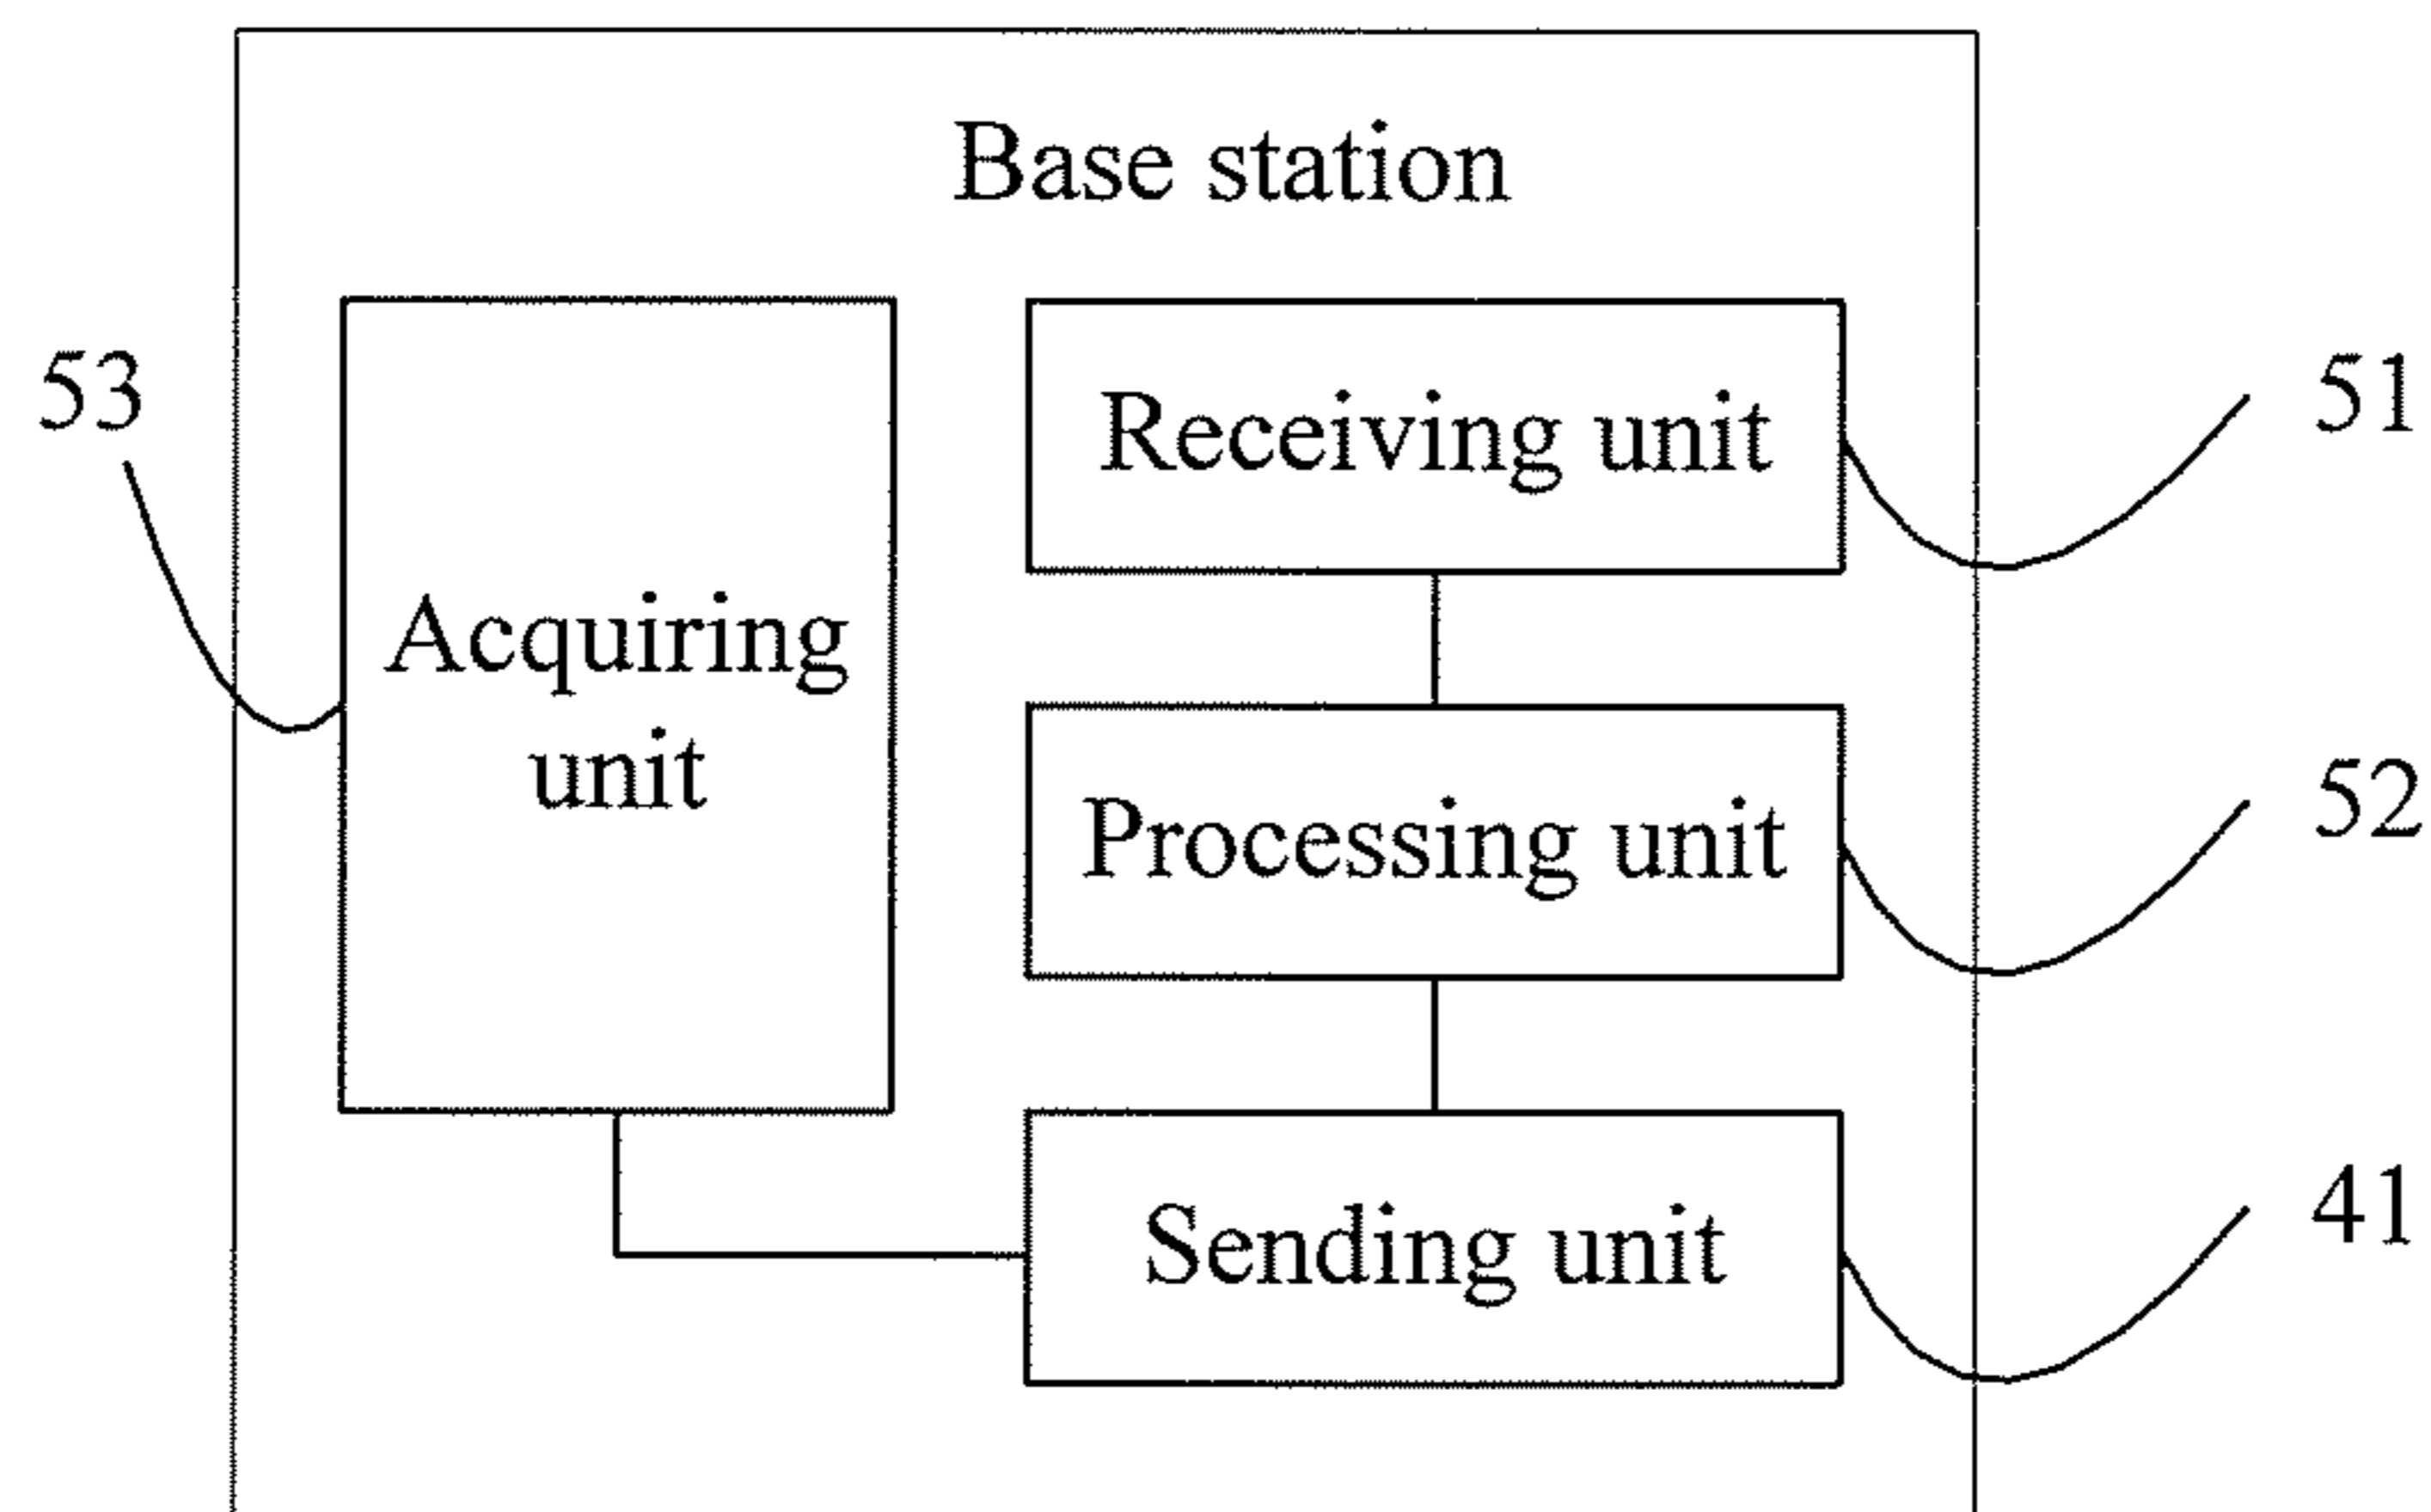 Base station
53
Receiving unit
51
Acquiring
unit
Processing unit
52
Sending unit
41